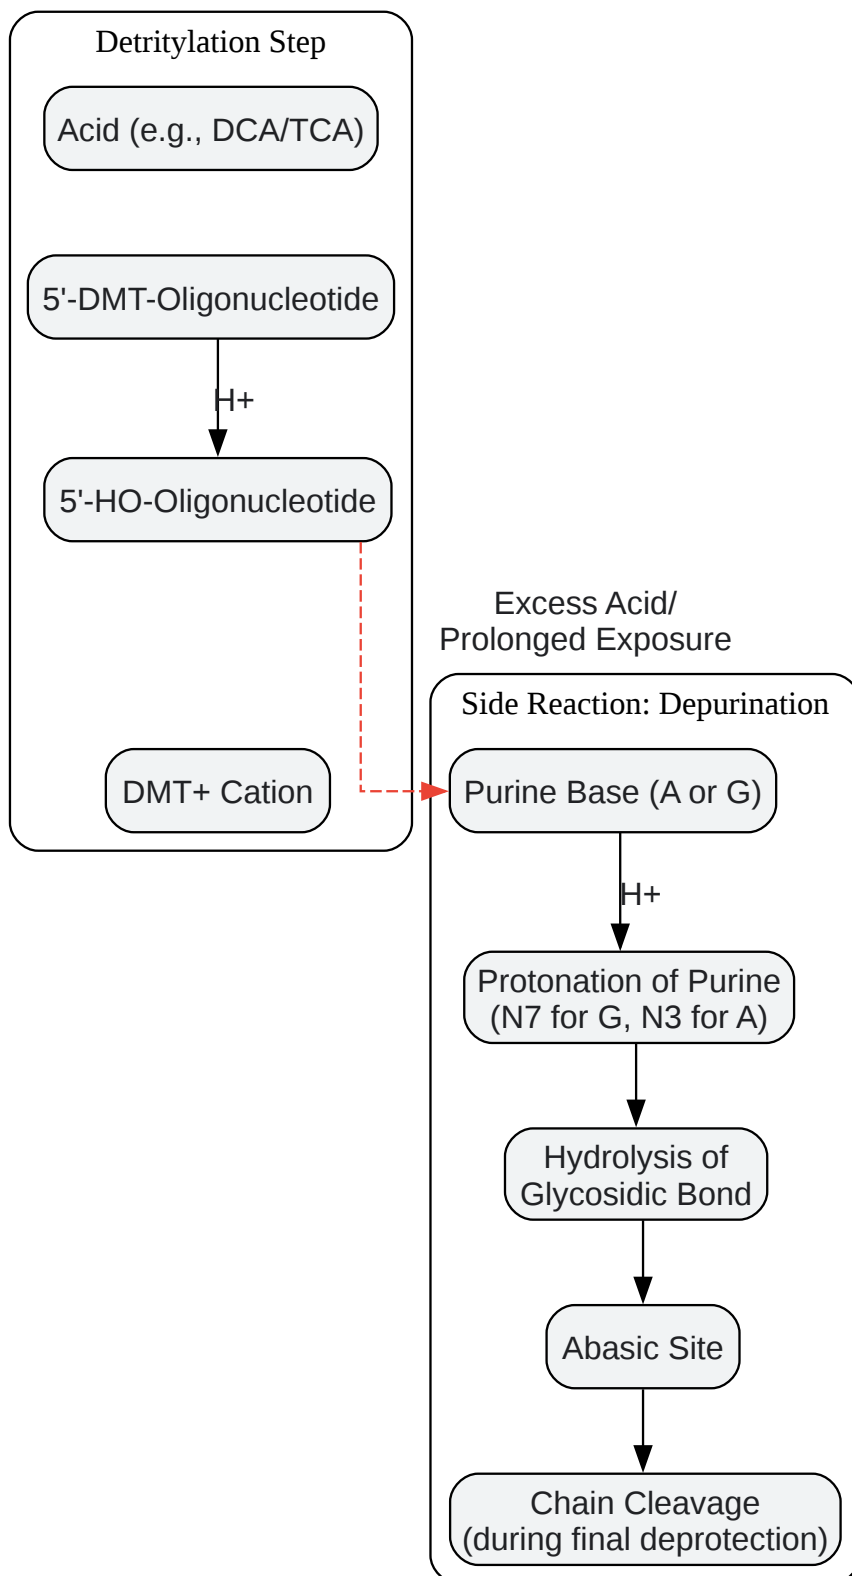 Detritylation Step
Acid (e.g., DCA/TCA)
5'-DMT-Oligonucleotide
H+
5'-HO-Oligonucleotide
DMT+ Cation
Excess Acid/
Prolonged Exposure
Side Reaction: Depurination
Purine Base (A or G)
H+
Protonation of Purine
(N7 for G, N3 for A)
Hydrolysis of
Glycosidic Bond
Abasic Site
Chain Cleavage
(during final deprotection)